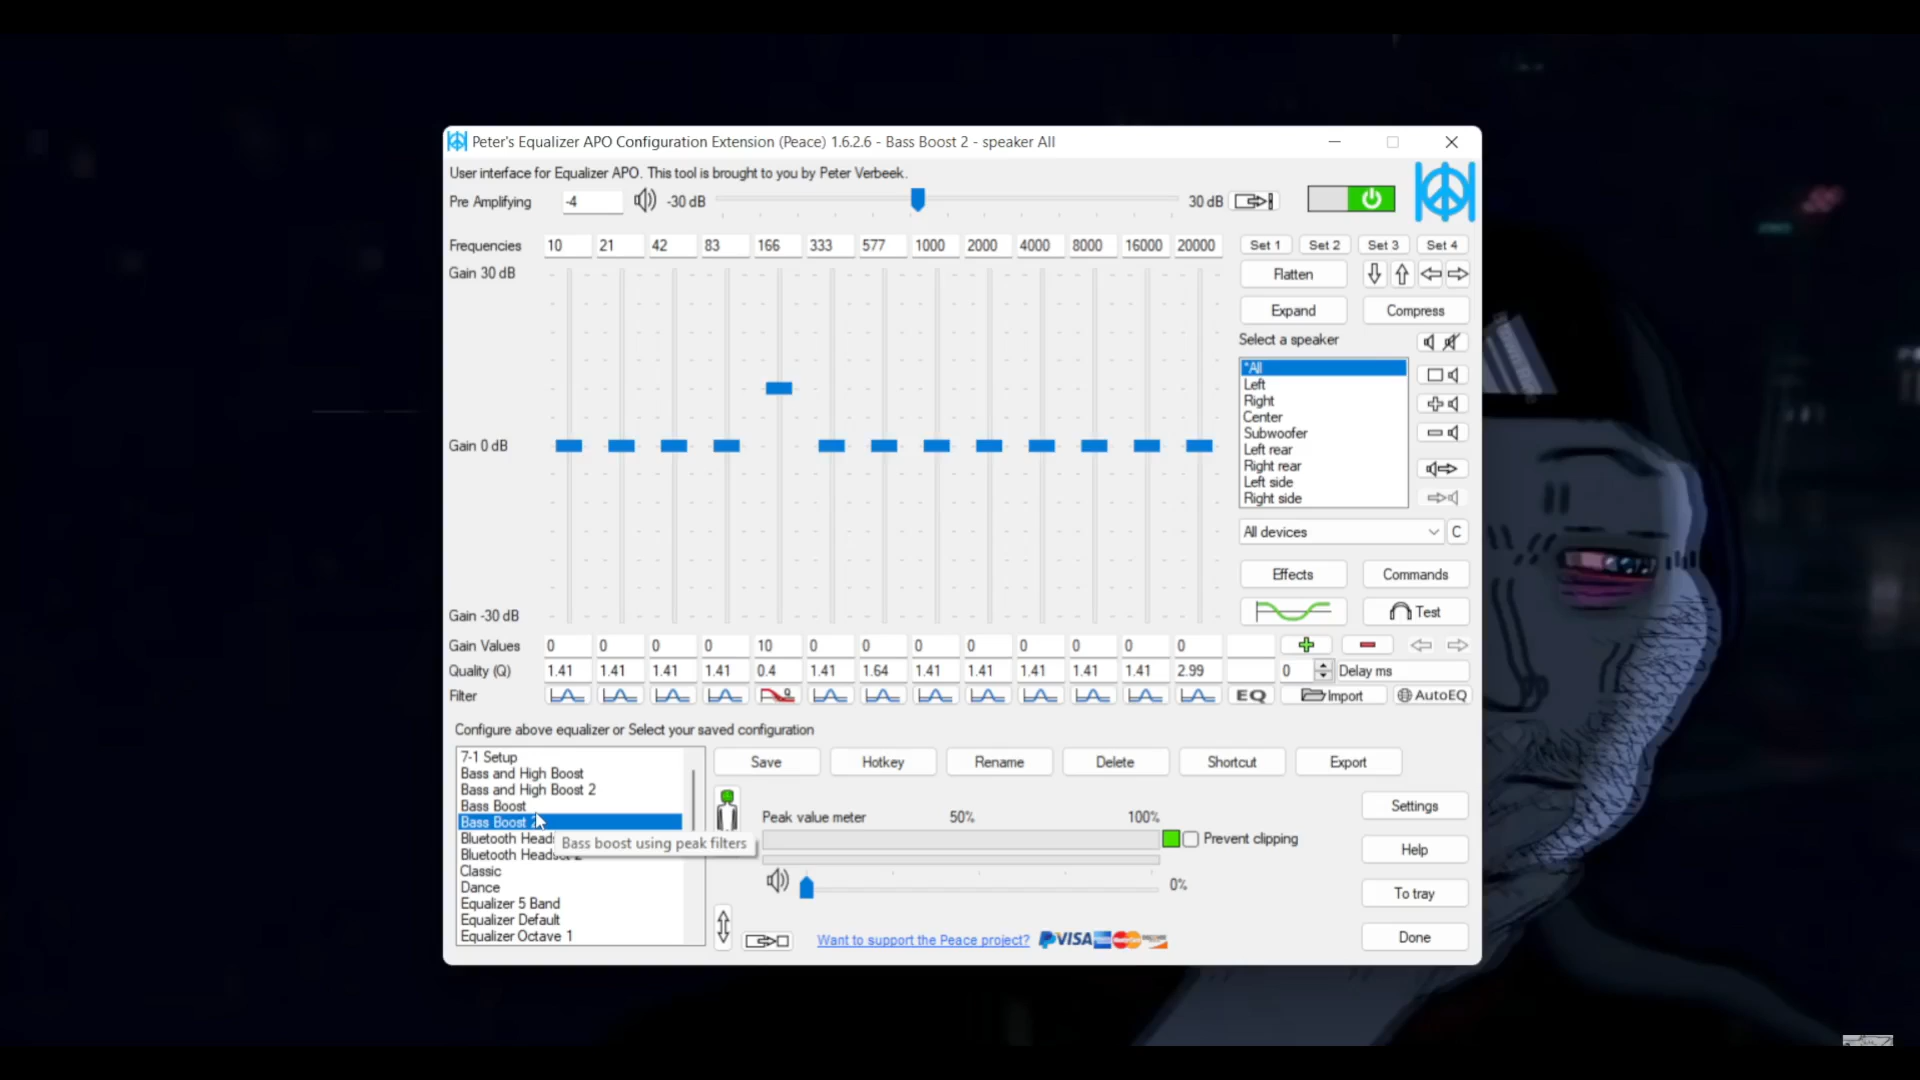 Peter's Equalizer APO Configuration Extension (Peace) 1.6.2.6 - Bass Boost 2 - speaker All
User interface for Equalizer APO. This tool is brought to you by Peter Verbeek.
Pre Amplifying -4 -30 dB 30 dB
Frequencies 10 21 42 83 166 333 577 1000 2000 4000 8000 16000 20000 Set 1 Set 2 Set 3 Set 4
Gain 30 dB Flatten
Expand Compress
Select a speaker
*All
Left
Right
Center
Subwoofer
Gain 0 dB
Left rear
Right rear
Left side
Right side
All devices C
Effects Commands
Gain -30 dB Test
Gain Values 0 0 0 0 10 0 0 0 0 0 0 0 0
Quality (Q) 1.41 1.41 1.41 1.41 0.4 1.41 1.64 1.41 1.41 1.41 1.41 1.41 2.99 0 Delay ms
Filter Q EQ Import AutoEQ
Configure above equalizer or Select your saved configuration
7-1 Setup
Bass and High Boost
Bass and High Boost 2
Bass Boost
Bass Boost
Bluetooth Heads
Bluetooth Headset 2
Classic
Dance
Equalizer 5 Band
Equalizer Default
Equalizer Octave 1
Bass boost using peak filters
Save Hotkey Rename Delete Shortcut Export
Peak value meter 50% 100%
Prevent clipping
0%
Want to support the Peace project? VISA
Settings
Help
To tray
Done